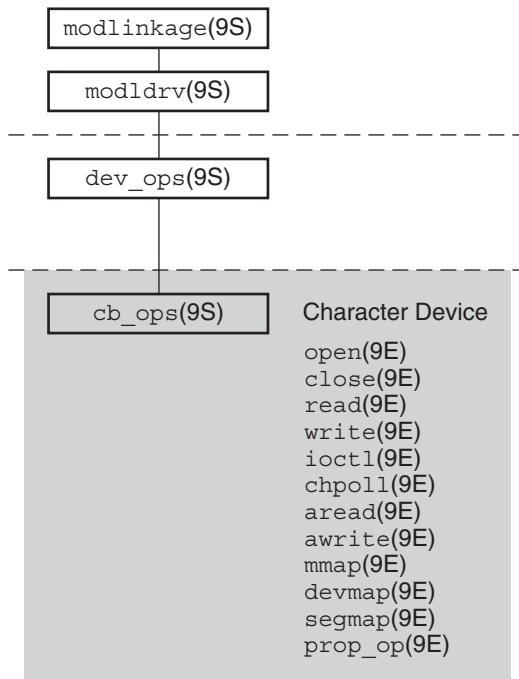 modlinkage(9S)
modldrv(9S)
dev_ops(9S)
cb_ops(9S)
Character Device
open(9E)
close(9E)
read(9E)
write(9E)
ioctl(9E)
chpoll(9E)
aread(9E)
awrite(9E)
mmap(9E)
devmap(9E)
segmap(9E)
prop_op(9E)